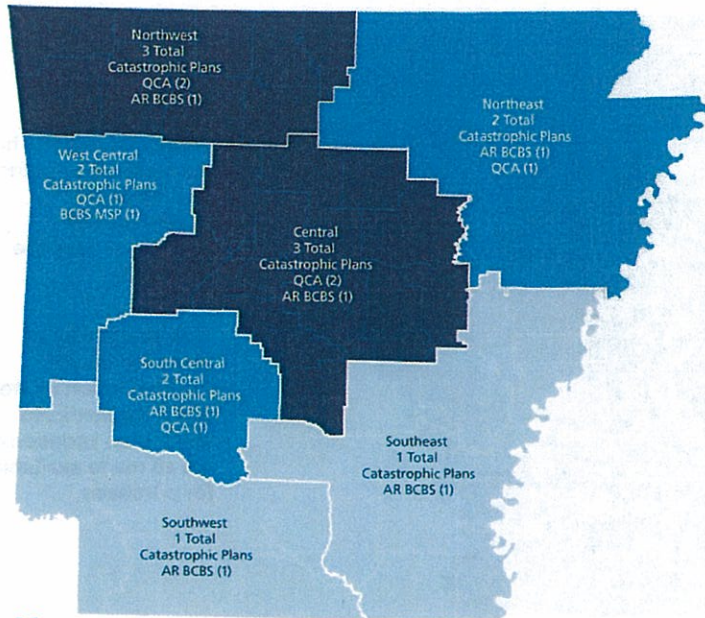 Northwest
3 Total
Catastrophic Plans
QCA (2)
AR BCBS (1)
Northeast
2 Total
Catastrophic Plans
AR BCBS (1)
QCA (1)
West Central
2 Total
Catastrophic Plans
QCA (1)
BCBS MSP (1)
Central
3 Total
Catastrophic Plans
QCA (2)
AR BCBS (1)
South Central
2 Total
Catastrophic Plans
AR BCBS (1)
QCA (1)
Southeast
1 Total
Catastrophic Plans
AR BCBS (1)
Southwest
1 Total
Catastrophic Plans
AR BCBS (1)